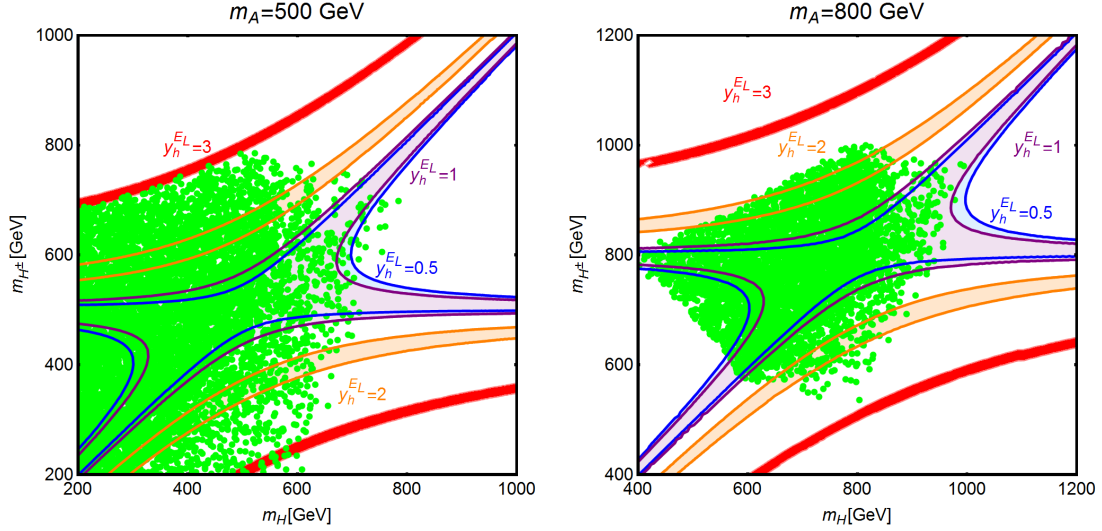 m_A=500 GeV
1000
800
600
400
200
m_{H^±}[GeV]
y_h^{E_L}=3
y_h^{E_L}=1
y_h^{E_L}=0.5
y_h^{E_L}=2
200 400 600 800 1000
m_H[GeV]
m_A=800 GeV
1200
1000
800
600
400
m_{H^±}[GeV]
y_h^{E_L}=3
y_h^{E_L}=2
y_h^{E_L}=1
y_h^{E_L}=0.5
400 600 800 1000 1200
m_H[GeV]